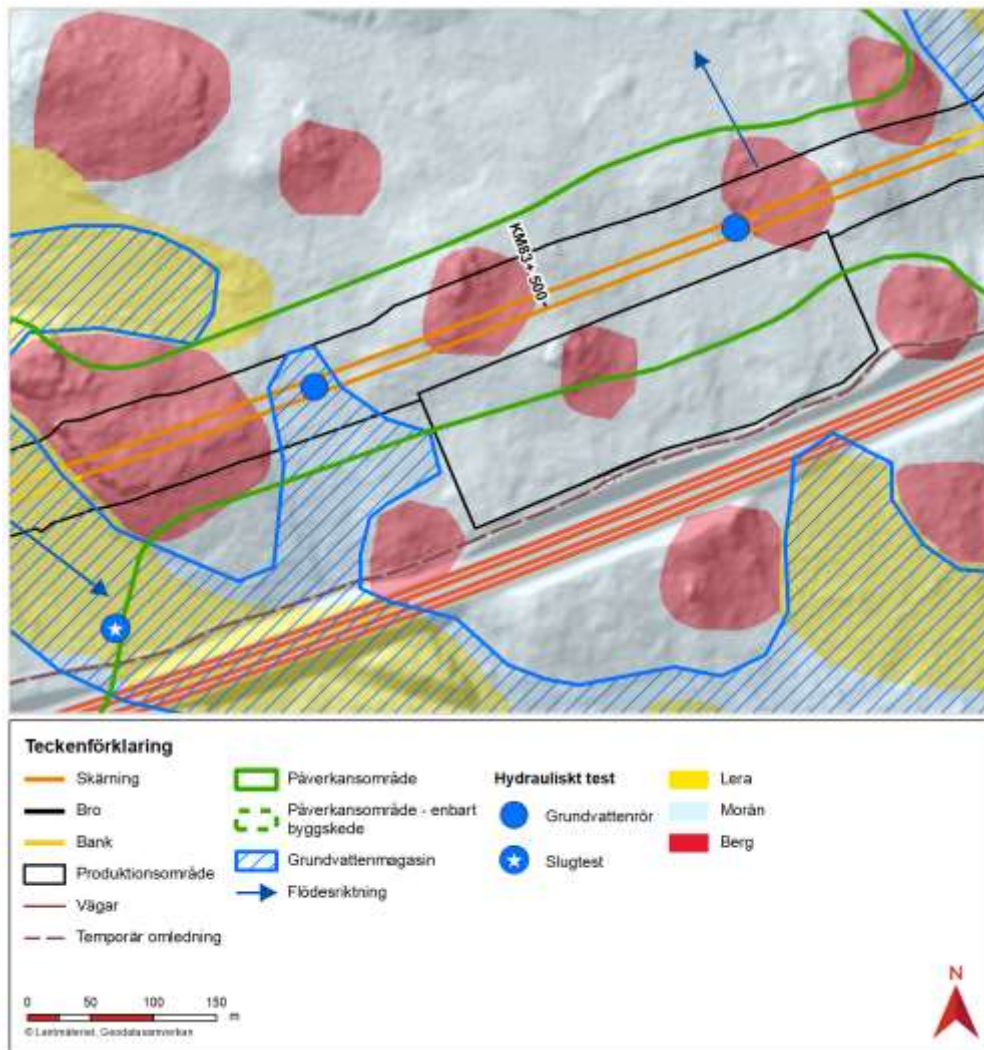 KM83+ 500
Teckenförklaring
Skärning
Bro
Bank
Produktionsområde
Vägar
Temporär omledning
Påverkansområde
Påverkansområde - enbart
byggskede
Grundvattenmagasin
Flödesriktning
Hydrauliskt test
Grundvattenrör
Slugtest
Lera
Morän
Berg
0 50 100 150
m
© Lantmäteriet, Geodatasamverkan
N